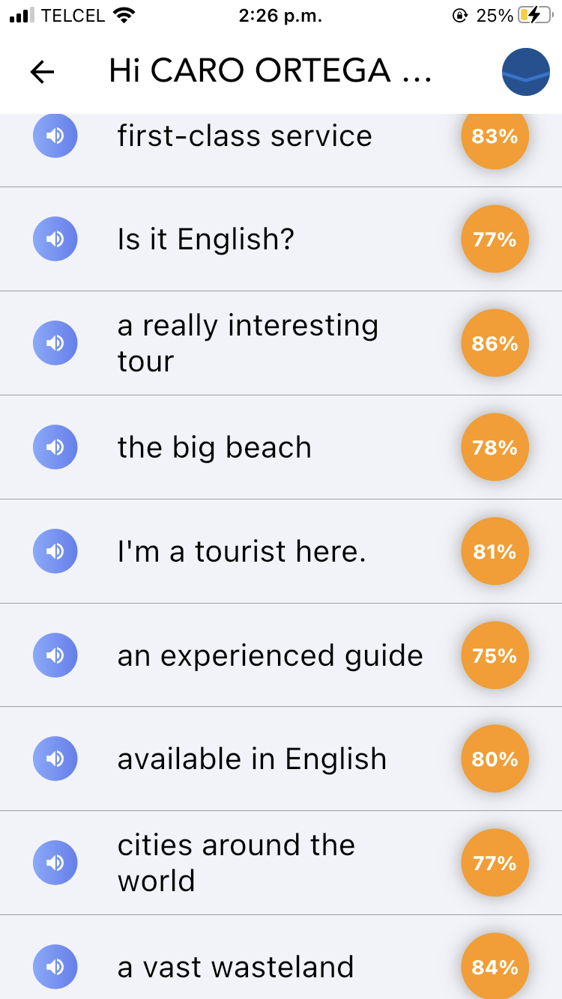 TELCEL 2:26 p.m. 25%
Hi CARO ORTEGA ...
first-class service 83%
Is it English? 77%
a really interesting
tour
86%
the big beach 78%
I'm a tourist here. 81%
an experienced guide 75%
available in English 80%
cities around the
world
77%
a vast wasteland 84%